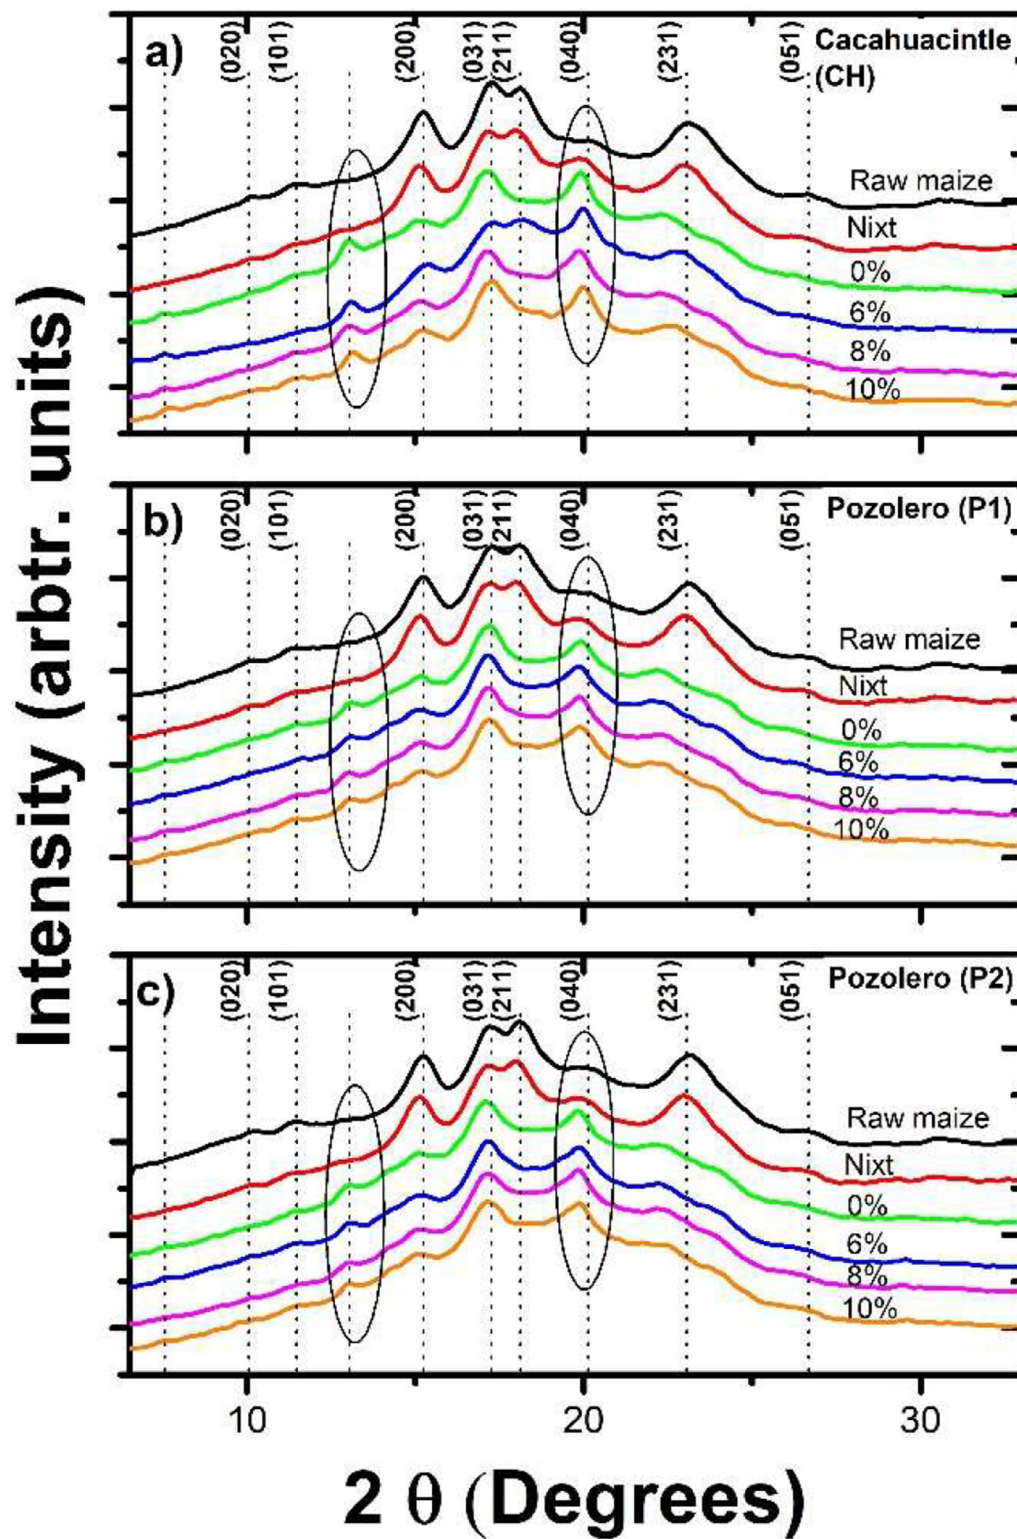 Intensity (arbtr. units)
a)
(020)
(101)
(200)
(031)
(211)
(040)
(231)
(051)
Cacahuacintle
(CH)
Raw maize
Nixt
0%
6%
8%
10%
b)
(020)
(101)
(200)
(031)
(211)
(040)
(231)
(051)
Pozolero (P1)
Raw maize
Nixt
0%
6%
8%
10%
c)
(020)
(101)
(200)
(031)
(211)
(040)
(231)
(051)
Pozolero (P2)
Raw maize
Nixt
0%
6%
8%
10%
10 20 30
2 θ (Degrees)